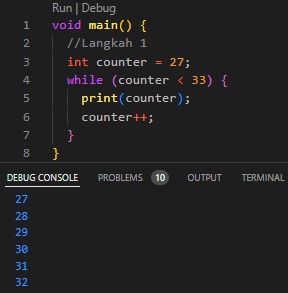 Run | Debug
1 void main() {
2 //Langkah 1
3 int counter = 27;
4 while (counter < 33) {
5 print(counter);
6 counter++;
7 }
8 }
DEBUG CONSOLE PROBLEMS 10 OUTPUT TERMINAL
27
28
29
30
31
32